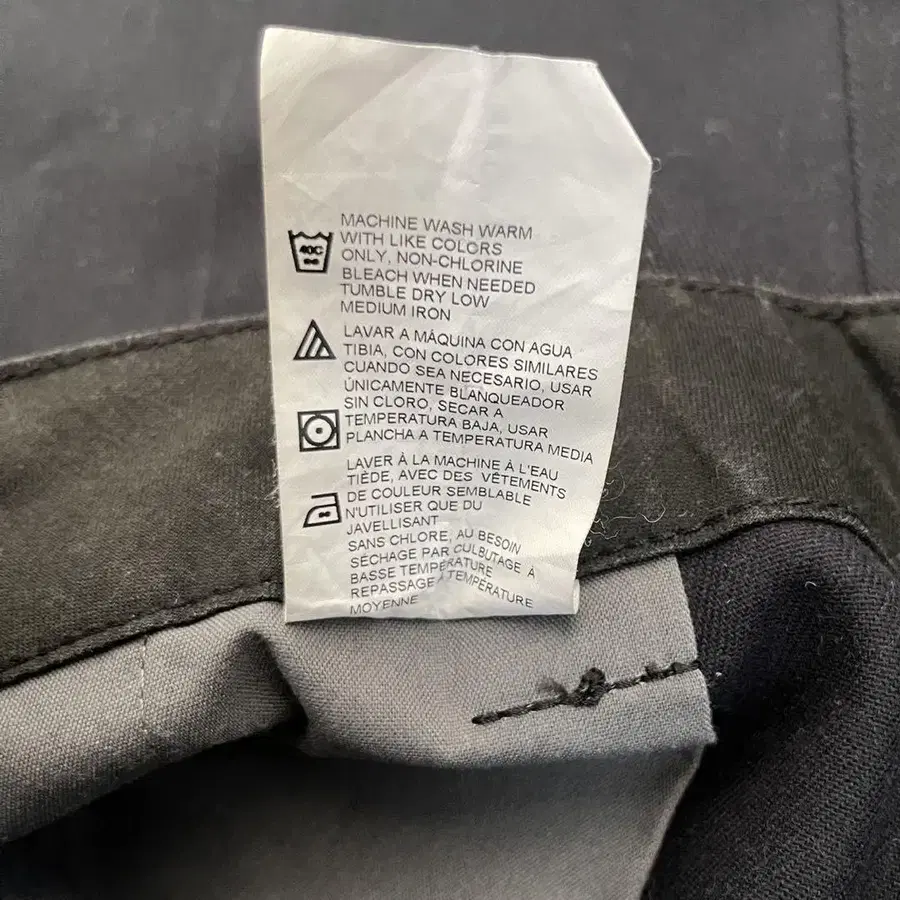 40C
MACHINE WASH WARM
WITH LIKE COLORS
ONLY, NON-CHLORINE
BLEACH WHEN NEEDED
TUMBLE DRY LOW
MEDIUM IRON
LAVAR A MÁQUINA CON AGUA
TIBIA, CON COLORES SIMILARES
CUANDO SEA NECESARIO, USAR
ÚNICAMENTE BLANQUEADOR
SIN CLORO, SECAR A
TEMPERATURA BAJA, USAR
PLANCHA A TEMPERATURA MEDIA
LAVER À LA MACHINE À L'EAU
TIÈDE, AVEC DES VÊTEMENTS
DE COULEUR SEMBLABLE
N'UTILISER QUE DU
JAVELLISANT
SANS CHLORE, AU BESOIN
SÉCHAGE PAR CULBUTAGE À
BASSE TEMPÉRATURE
REPASSAGE À TEMPÉRATURE
MOYENNE